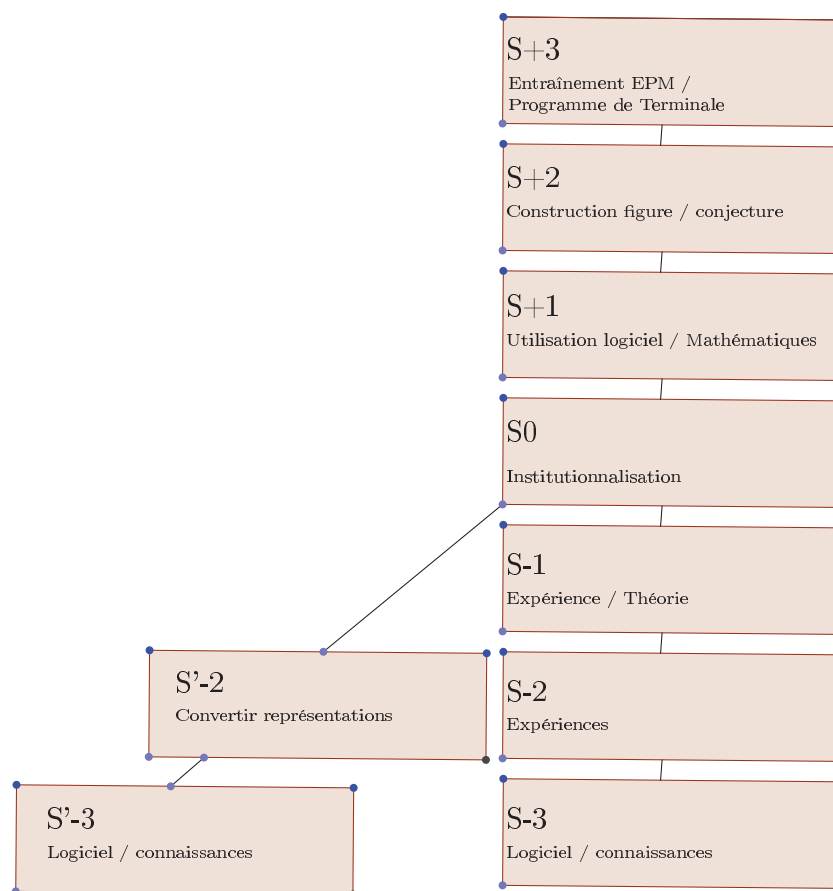 S+3
Entraînement EPM /
Programme de Terminale
S+2
Construction figure / conjecture
S+1
Utilisation logiciel / Mathématiques
S0
Institutionnalisation
S-1
Expérience / Théorie
S'-2
Convertir représentations
S-2
Expériences
S'-3
Logiciel / connaissances
S-3
Logiciel / connaissances